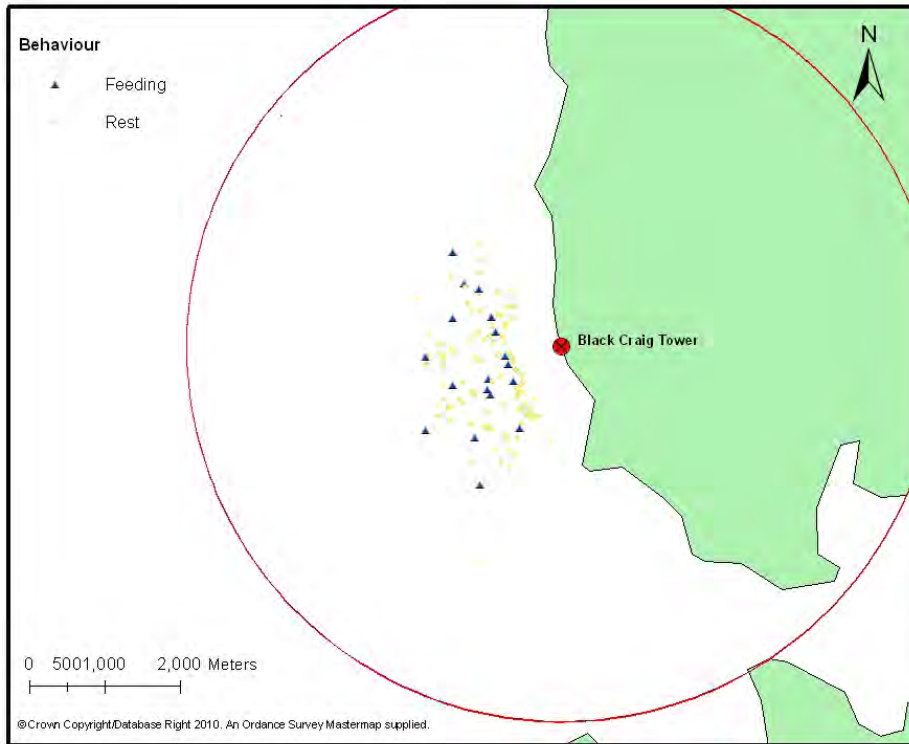 Behaviour
N
Feeding
Rest
Black Craig Tower
0 5001,000 2,000 Meters
©Crown Copyright/Database Right 2010. An Ordance Survey Mastermap supplied.